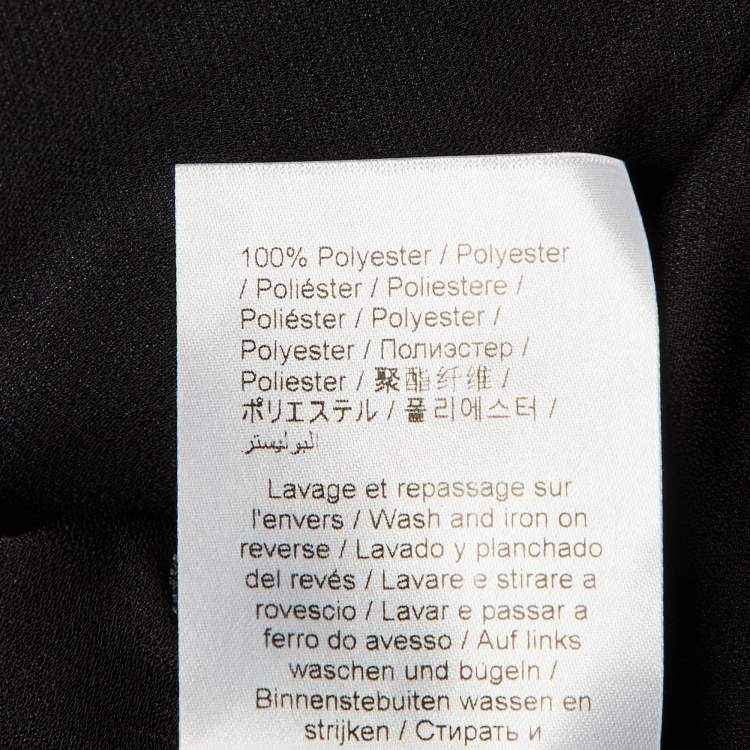 100% Polyester / Polyester
/ Poliéster / Poliestere /
Poliéster / Polyester /
Polyester / Полиэстер /
Poliester / 聚酯纤维 /
ポリエステル / 폴리에스터 /
البوليستر
Lavage et repassage sur
l'envers / Wash and iron on
reverse / Lavado y planchado
del revés / Lavare e stirare a
rovescio / Lavar e passar a
ferro do avesso / Auf links
waschen und bügeln /
Binnenstebuiten wassen en
strijken / Стирать и